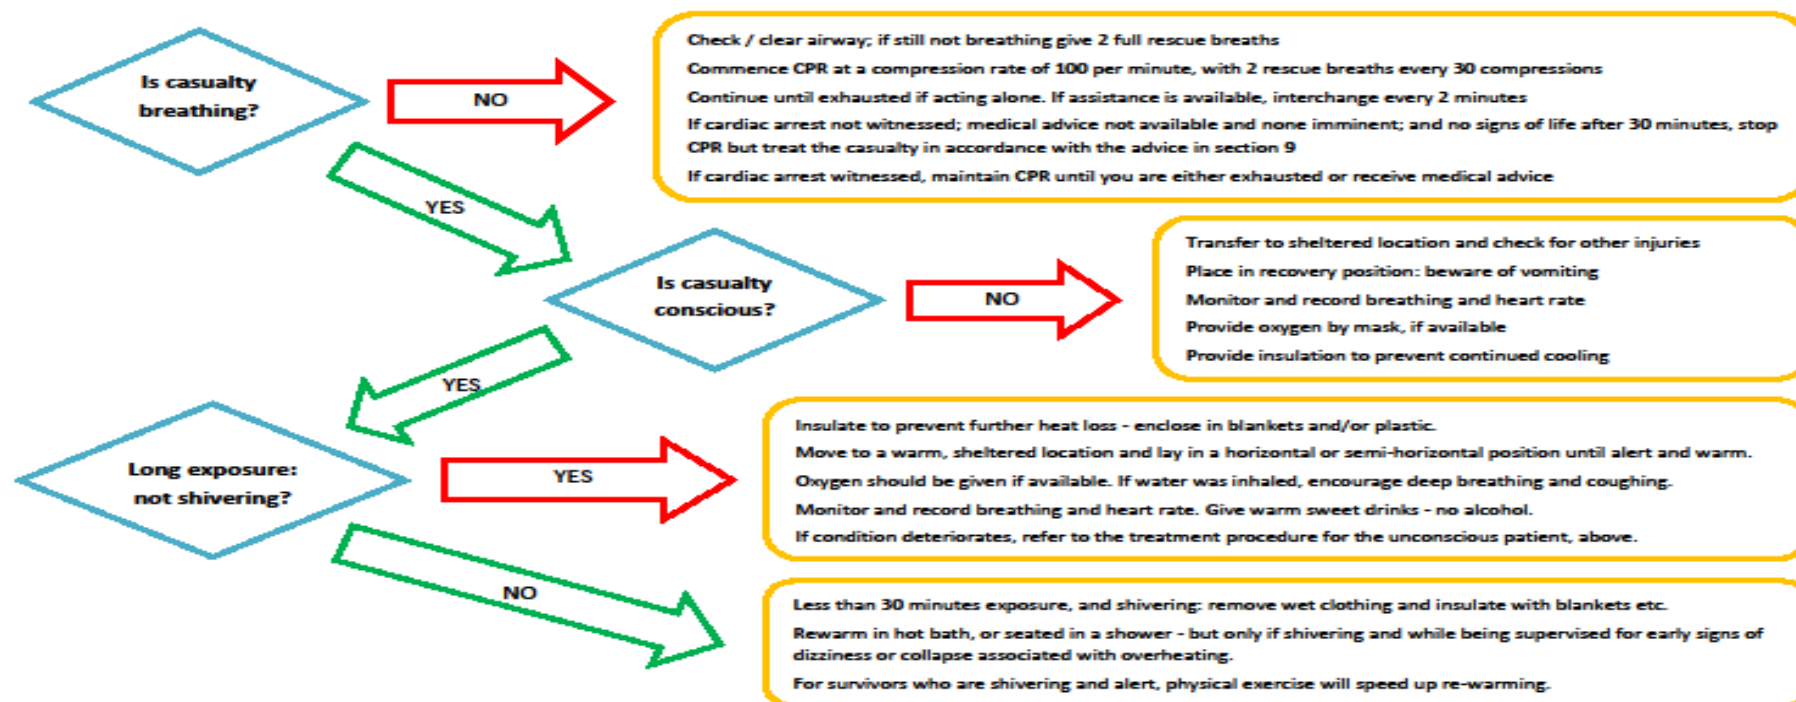 Is casualty
breathing?
NO
Check / clear airway; if still not breathing give 2 full rescue breaths
Commence CPR at a compression rate of 100 per minute, with 2 rescue breaths every 30 compressions
Continue until exhausted if acting alone. If assistance is available, interchange every 2 minutes
If cardiac arrest not witnessed; medical advice not available and none imminent; and no signs of life after 30 minutes, stop
CPR but treat the casualty in accordance with the advice in section 9
If cardiac arrest witnessed, maintain CPR until you are either exhausted or receive medical advice
YES
Is casualty
conscious?
NO
Transfer to sheltered location and check for other injuries
Place in recovery position: beware of vomiting
Monitor and record breathing and heart rate
Provide oxygen by mask, if available
Provide insulation to prevent continued cooling
YES
Long exposure:
not shivering?
YES
Insulate to prevent further heat loss - enclose in blankets and/or plastic.
Move to a warm, sheltered location and lay in a horizontal or semi-horizontal position until alert and warm.
Oxygen should be given if available. If water was inhaled, encourage deep breathing and coughing.
Monitor and record breathing and heart rate. Give warm sweet drinks - no alcohol.
If condition deteriorates, refer to the treatment procedure for the unconscious patient, above.
NO
Less than 30 minutes exposure, and shivering: remove wet clothing and insulate with blankets etc.
Rewarm in hot bath, or seated in a shower - but only if shivering and while being supervised for early signs of
dizziness or collapse associated with overheating.
For survivors who are shivering and alert, physical exercise will speed up re-warming.